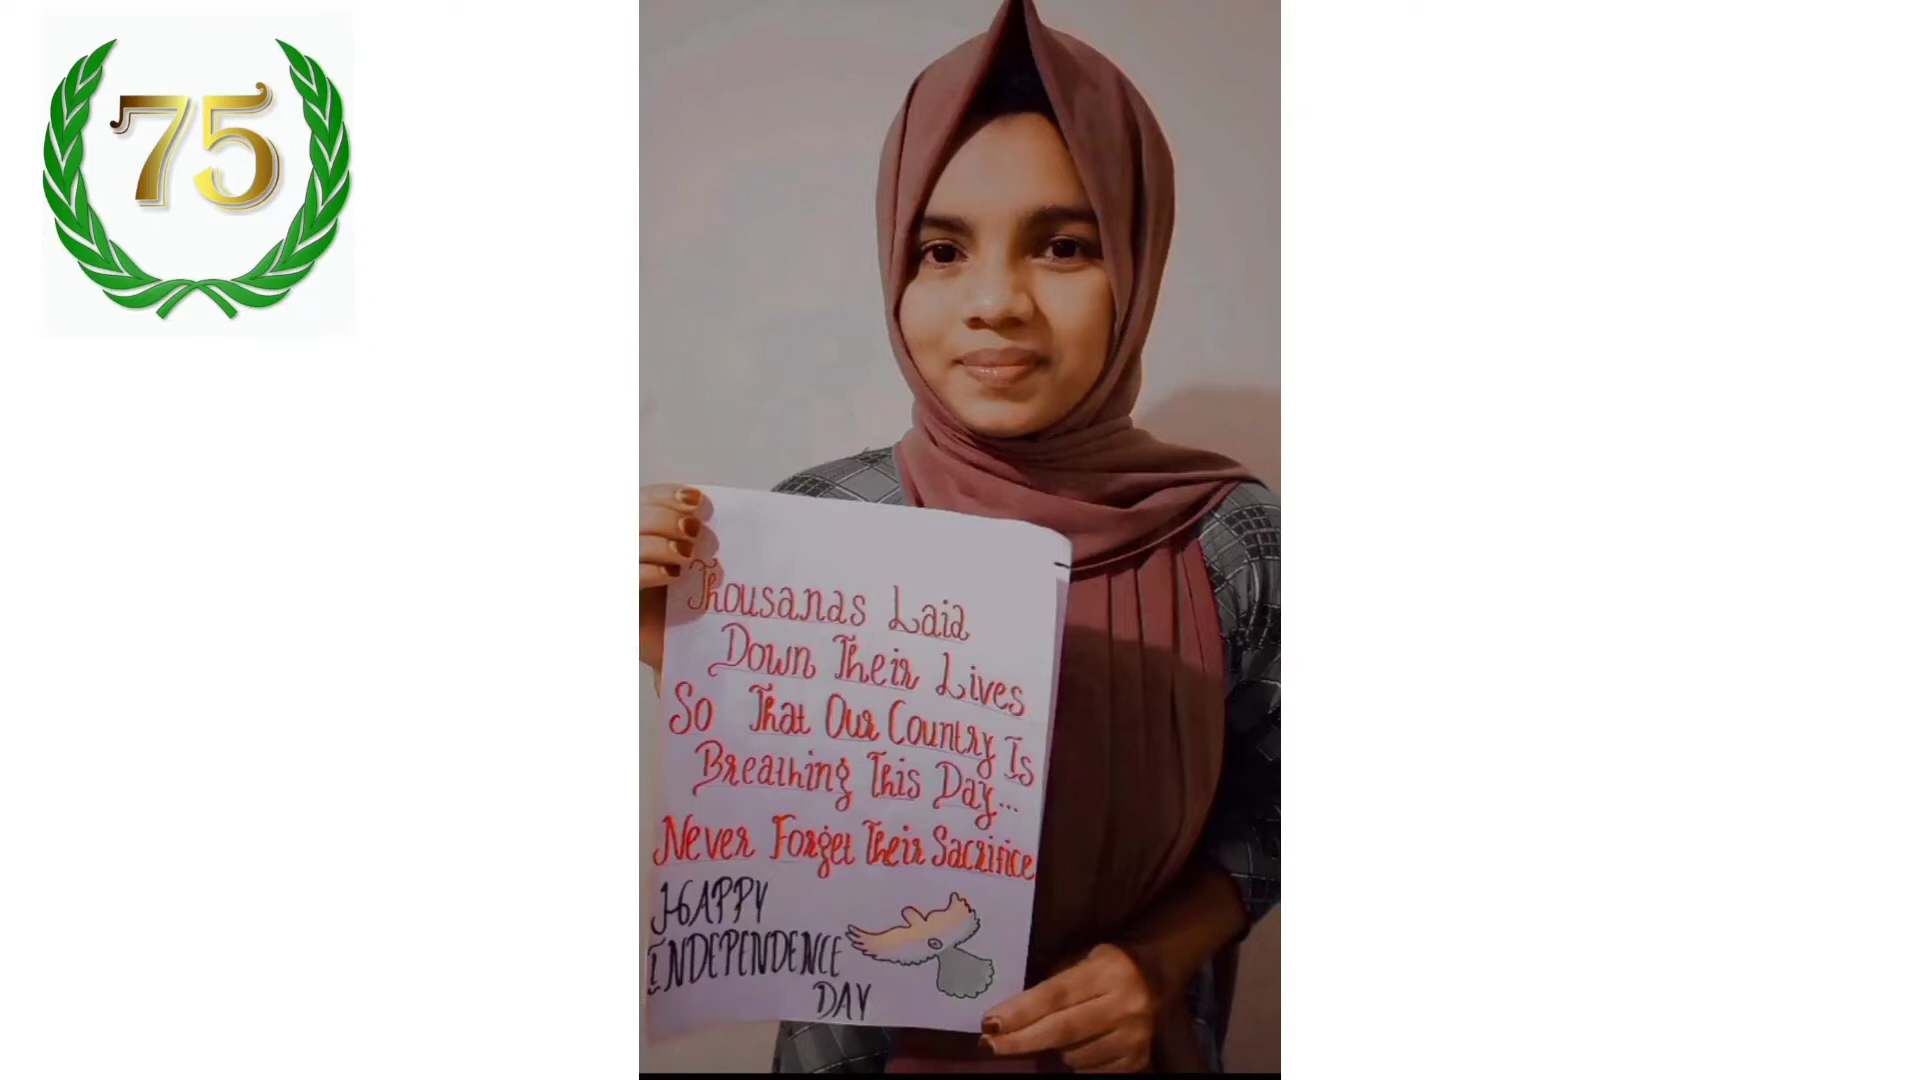 75
Thousands Laid
Down Their Lives
So That Our Country Is
Breathing This Day...
Never Forget Their Sacrifice
HAPPY
INDEPENDENCE
DAY